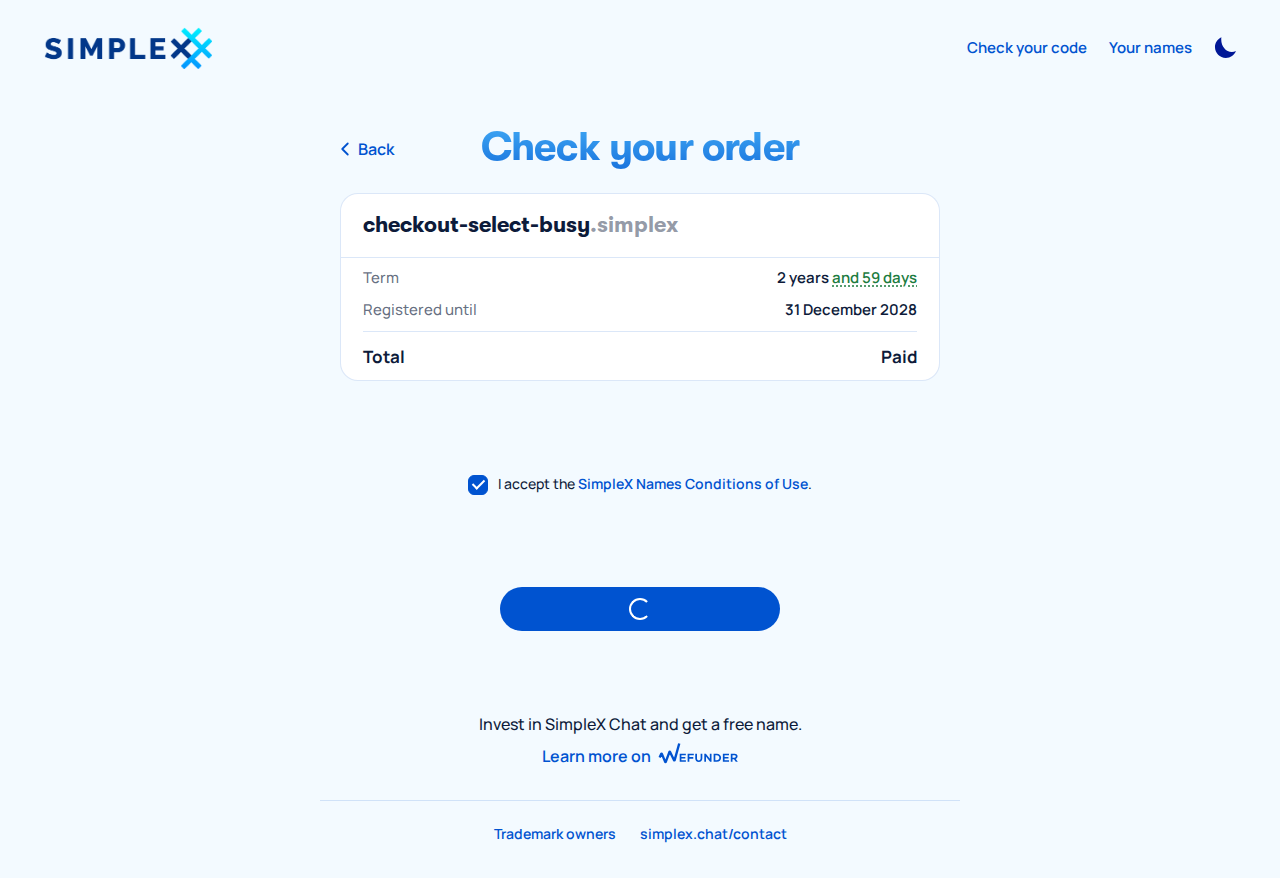 SIMPLEX
Check your code
Your names
Back
Check your order
checkout-select-busy.simplex
Term
2 years and 59 days
Registered until
31 December 2028
Total
Paid
I accept the SimpleX Names Conditions of Use.
Invest in SimpleX Chat and get a free name.
Learn more on WEFUNDER
Trademark owners
simplex.chat/contact